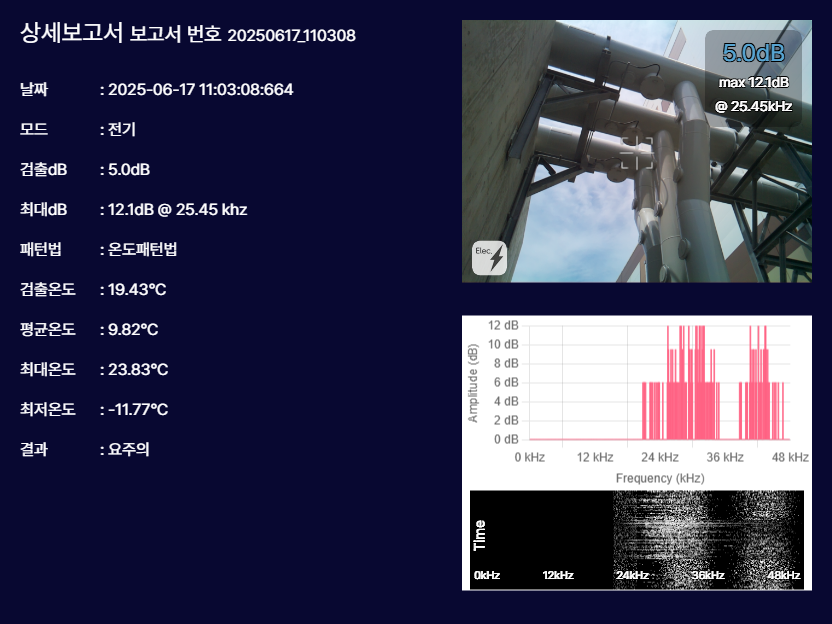 상세보고서 보고서 번호 20250617_110308
날짜 : 2025-06-17 11:03:08:664
모드 : 전기
검출dB : 5.0dB
최대dB : 12.1dB @ 25.45 khz
패턴법 : 온도패턴법
검출온도 : 19.43°C
평균온도 : 9.82°C
최대온도 : 23.83°C
최저온도 : -11.77°C
결과 : 요주의
5.0dB
max 12.1dB
@ 25.45kHz
Elec.
12 dB
10 dB
8 dB
6 dB
4 dB
2 dB
0 dB
Amplitude (dB)
0 kHz 12 kHz 24 kHz 36 kHz 48 kHz
Frequency (kHz)
Time
0kHz 12kHz 24kHz 36kHz 48kHz